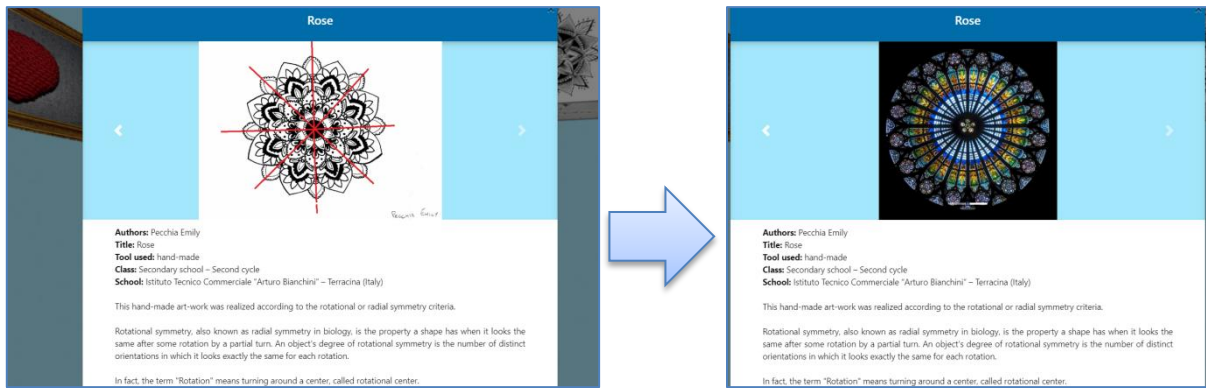 Rose
Pecchia Emily
Authors: Pecchia Emily
Title: Rose
Tool used: hand-made
Class: Secondary school – Second cycle
School: Istituto Tecnico Commerciale "Arturo Bianchini" – Terracina (Italy)
This hand-made art-work was realized according to the rotational or radial symmetry criteria.
Rotational symmetry, also known as radial symmetry in biology, is the property a shape has when it looks the
same after some rotation by a partial turn. An object's degree of rotational symmetry is the number of distinct
orientations in which it looks exactly the same for each rotation.
In fact, the term "Rotation" means turning around a center, called rotational center.
Rose
Authors: Pecchia Emily
Title: Rose
Tool used: hand-made
Class: Secondary school – Second cycle
School: Istituto Tecnico Commerciale "Arturo Bianchini" – Terracina (Italy)
This hand-made art-work was realized according to the rotational or radial symmetry criteria.
Rotational symmetry, also known as radial symmetry in biology, is the property a shape has when it looks the
same after some rotation by a partial turn. An object's degree of rotational symmetry is the number of distinct
orientations in which it looks exactly the same for each rotation.
In fact, the term "Rotation" means turning around a center, called rotational center.